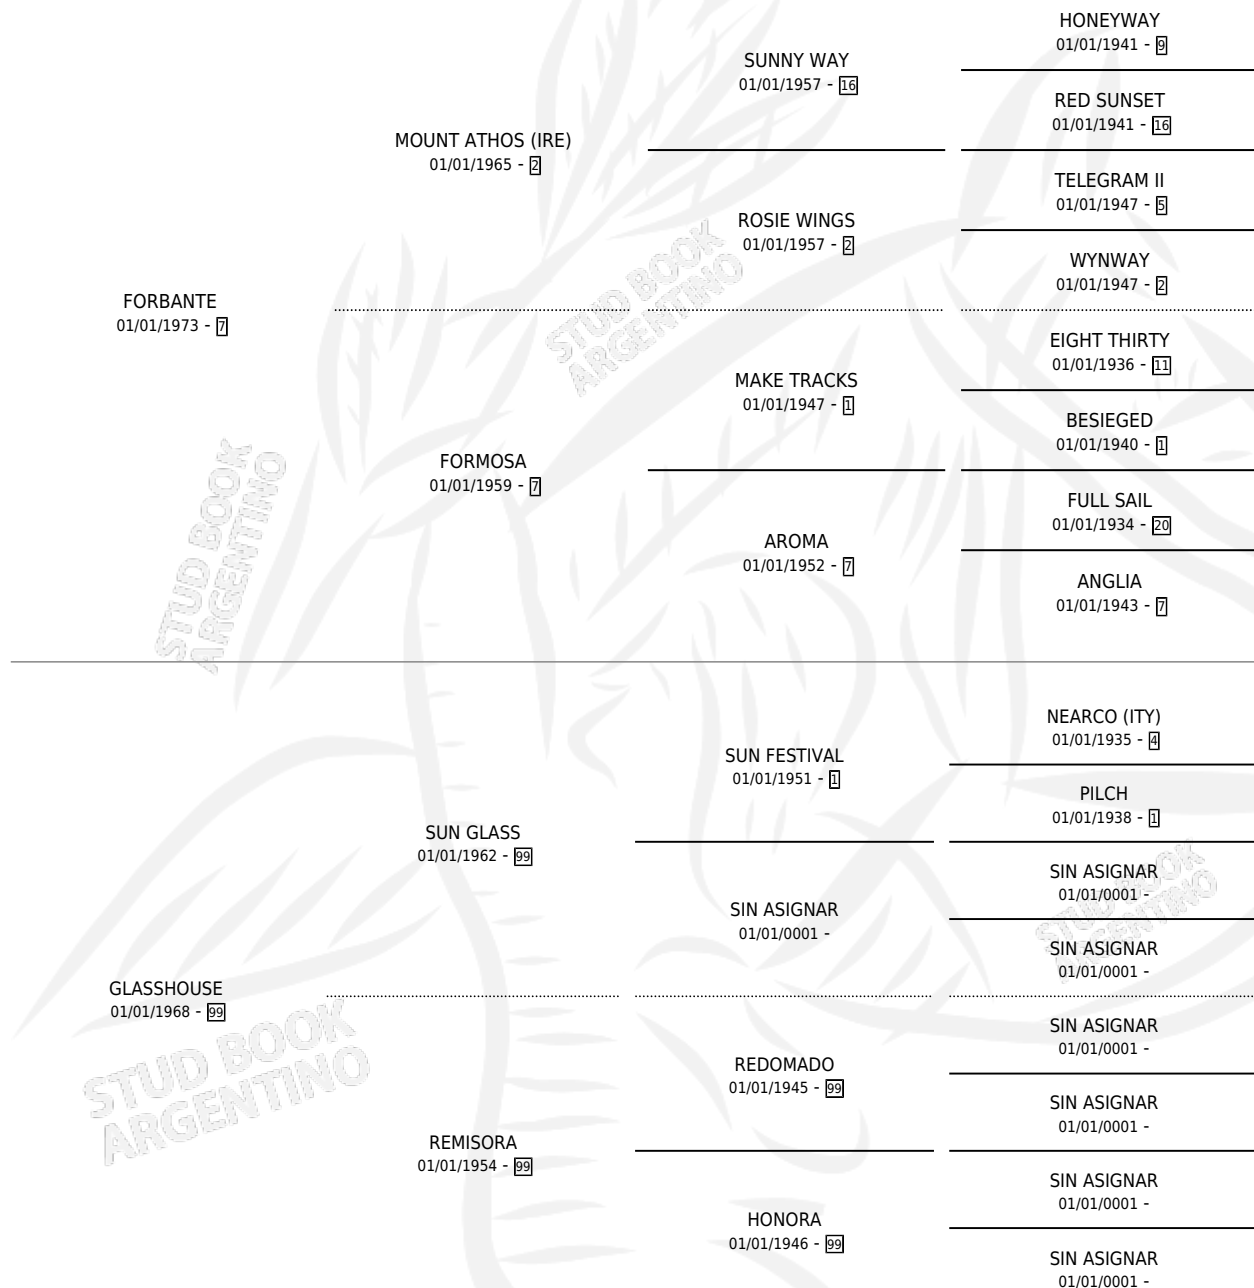 HONEYWAY
01/01/1941 - 9
SUNNY WAY
01/01/1957 - 16
RED SUNSET
01/01/1941 - 16
MOUNT ATHOS (IRE)
01/01/1965 - 2
TELEGRAM II
01/01/1947 - 5
ROSIE WINGS
01/01/1957 - 2
WYNWAY
01/01/1947 - 2
FORBANTE
01/01/1973 - 7
EIGHT THIRTY
01/01/1936 - 11
MAKE TRACKS
01/01/1947 - 1
BESIEGED
01/01/1940 - 1
FORMOSA
01/01/1959 - 7
FULL SAIL
01/01/1934 - 20
AROMA
01/01/1952 - 7
ANGLIA
01/01/1943 - 7
NEARCO (ITY)
01/01/1935 - 4
SUN FESTIVAL
01/01/1951 - 1
PILCH
01/01/1938 - 1
SUN GLASS
01/01/1962 - 99
SIN ASIGNAR
01/01/0001 -
SIN ASIGNAR
01/01/0001 -
SIN ASIGNAR
01/01/0001 -
GLASSHOUSE
01/01/1968 - 99
SIN ASIGNAR
01/01/0001 -
REDOMADO
01/01/1945 - 99
SIN ASIGNAR
01/01/0001 -
REMISORA
01/01/1954 - 99
SIN ASIGNAR
01/01/0001 -
HONORA
01/01/1946 - 99
SIN ASIGNAR
01/01/0001 -
STUD BOOK
ARGENTINO
STUD BOOK
ARGENTINO
STUD BOOK
ARGENTINO
STUD BOOK
ARGENTINO